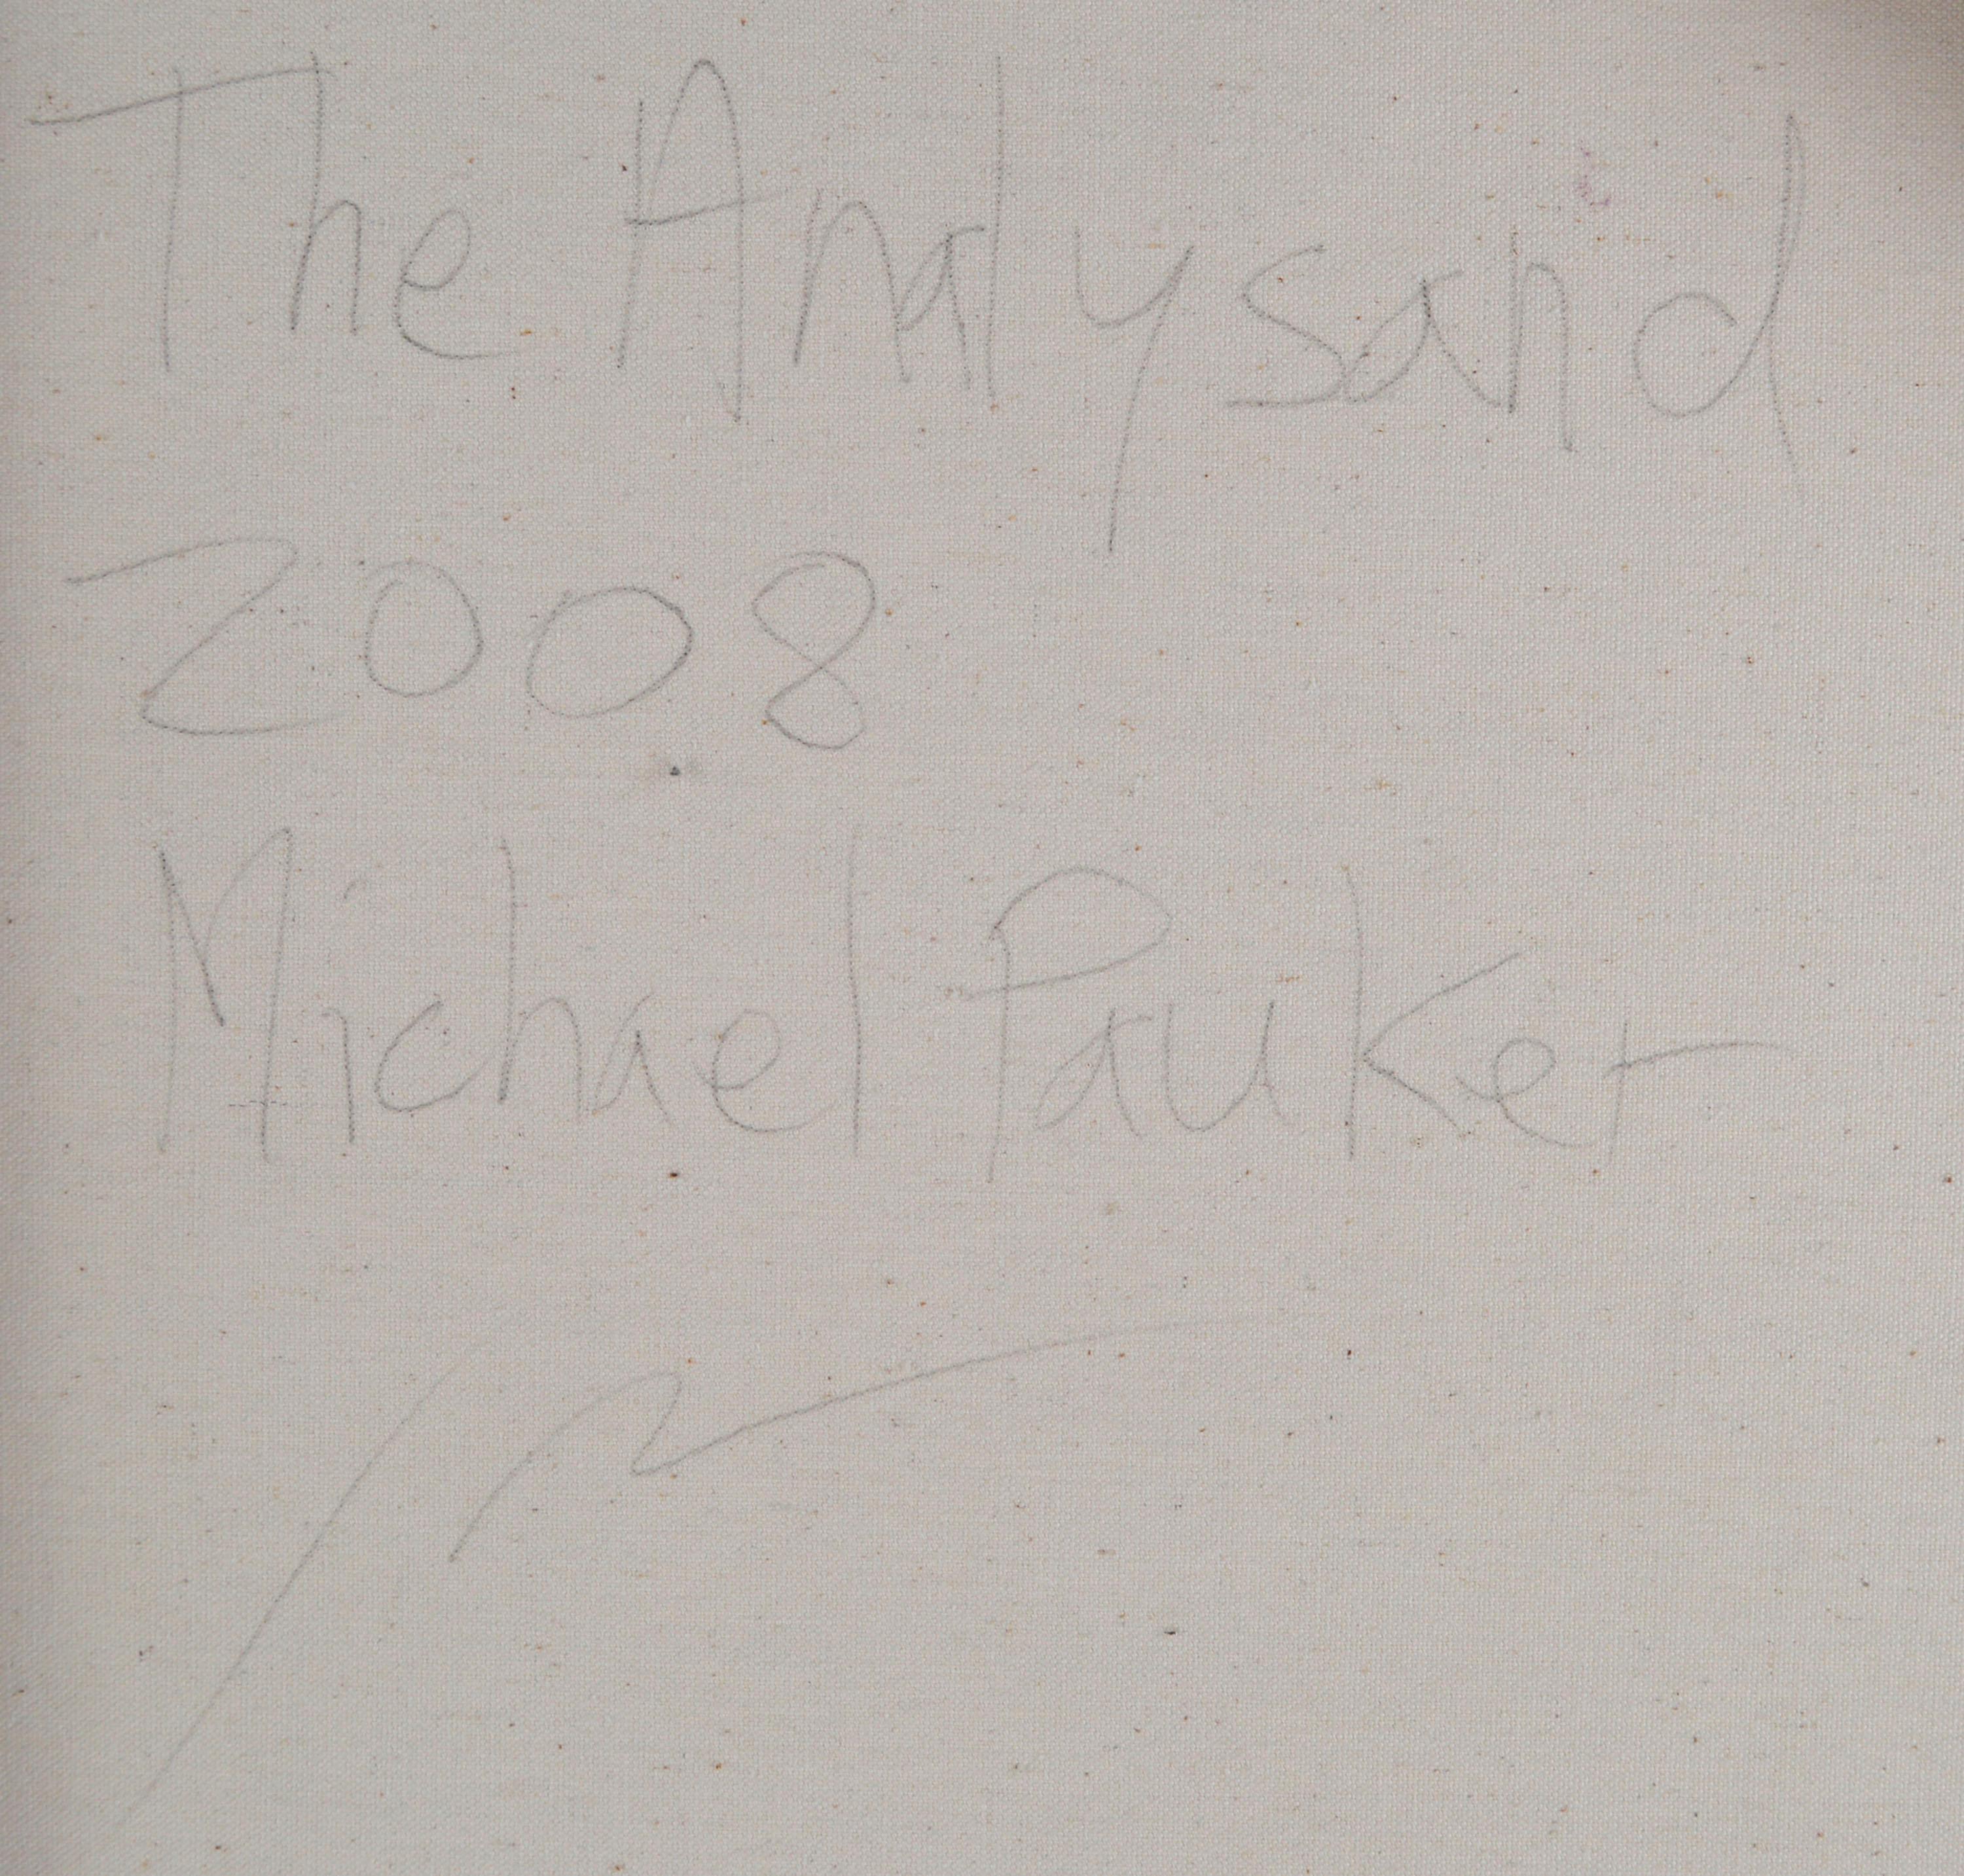 The Analysand
2008
Michael Pauker